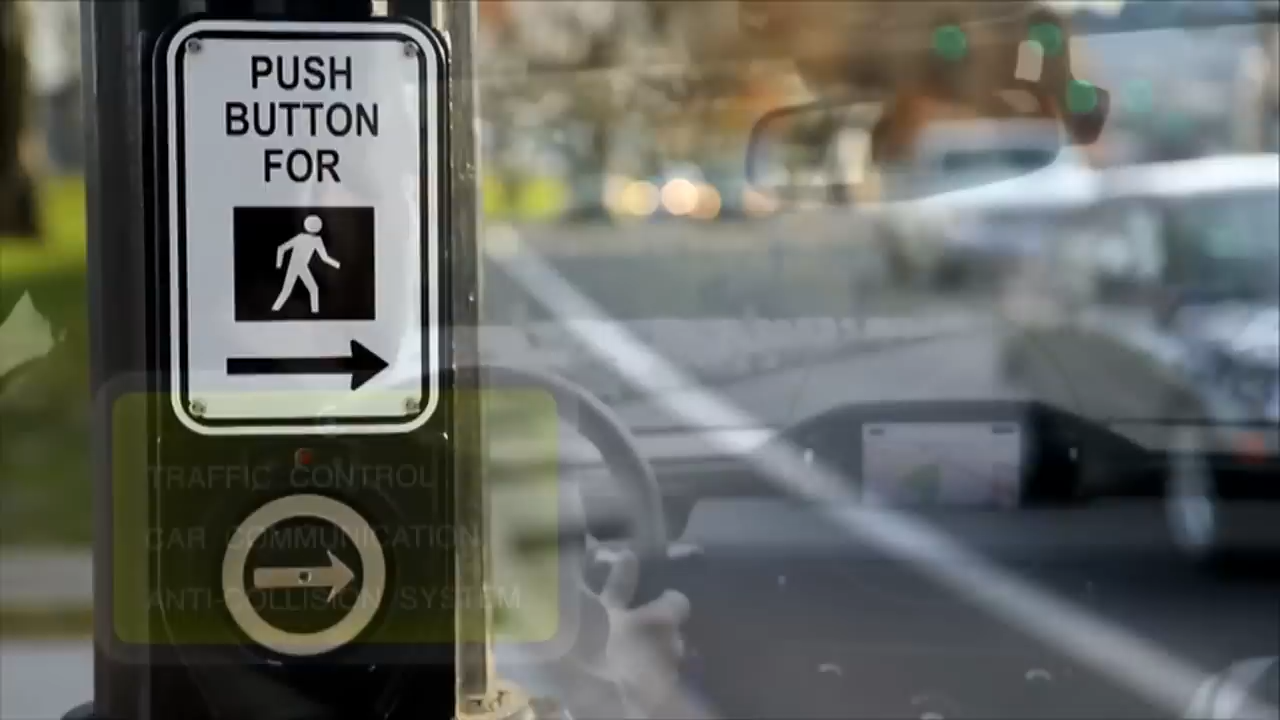 PUSH
BUTTON
FOR
TRAFFIC CONTROL
CAR COMMUNICATION
ANTI-COLLISION SYSTEM